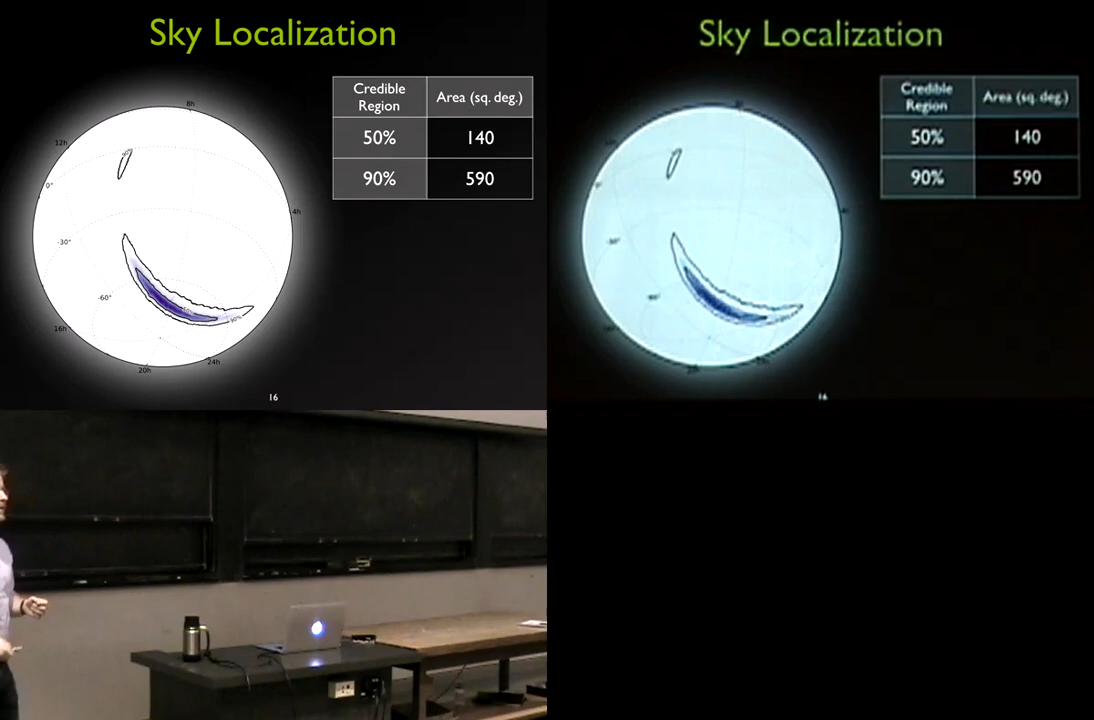 Sky Localization
Credible
Region
Area (sq. deg.)
50%
140
90%
590
8h
12h
0°
4h
-30°
-60°
16h
20h
24h
16
Sky Localization
Credible
Region
Area (sq. deg.)
50%
140
90%
590
16